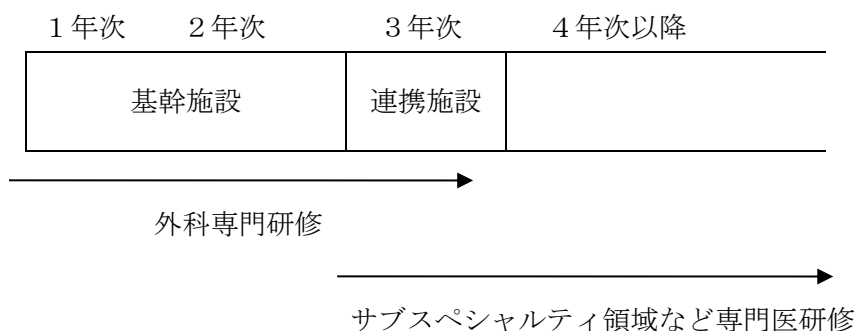 １年次　２年次　３年次　４年次以降
基幹施設　連携施設
外科専門研修
サブスペシャルティ領域など専門医研修